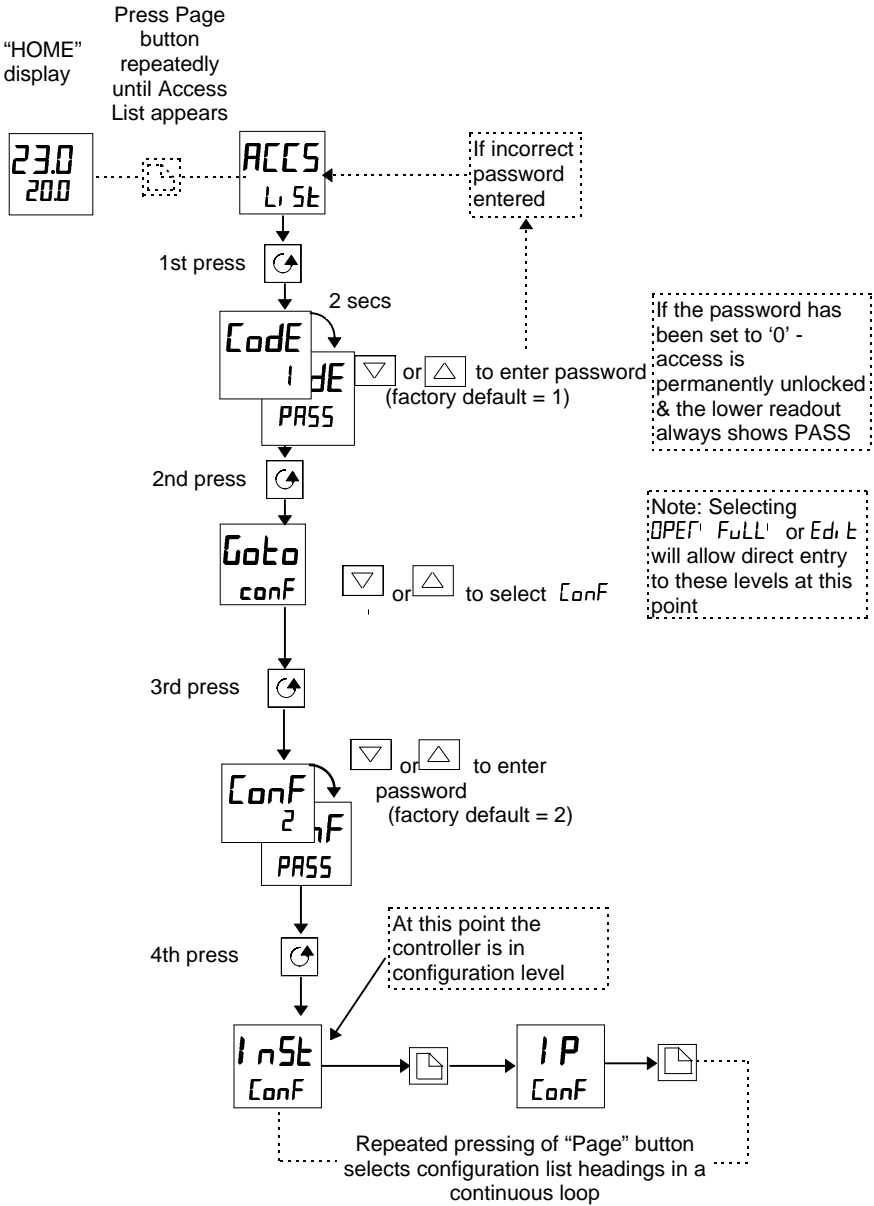 “HOME”
display
Press Page
button
repeatedly
until Access
List appears
23.0
20.0
ACCS
LiSt
If incorrect
password
entered
1st press
2 secs
CodE
1
dE
PASS
or to enter password
(factory default = 1)
If the password has
been set to ‘0’ -
access is
permanently unlocked
& the lower readout
always shows PASS
2nd press
Goto
conF
or to select ConF
Note: Selecting
FuLL or Edit
will allow direct entry
to these levels at this
point
3rd press
ConF
2
nF
PASS
or to enter
password
(factory default = 2)
4th press
At this point the
controller is in
configuration level
InSt
ConF
IP
ConF
Repeated pressing of “Page” button
selects configuration list headings in a
continuous loop